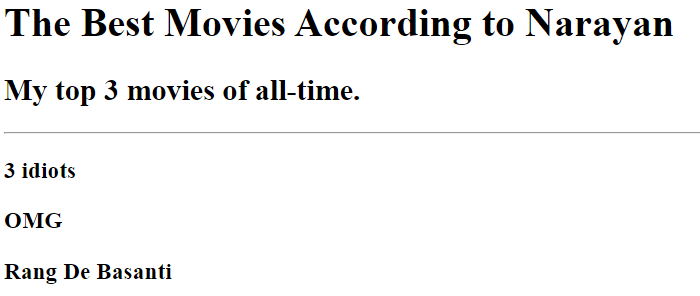 The Best Movies According to Narayan
My top 3 movies of all-time.
3 idiots
OMG
Rang De Basanti